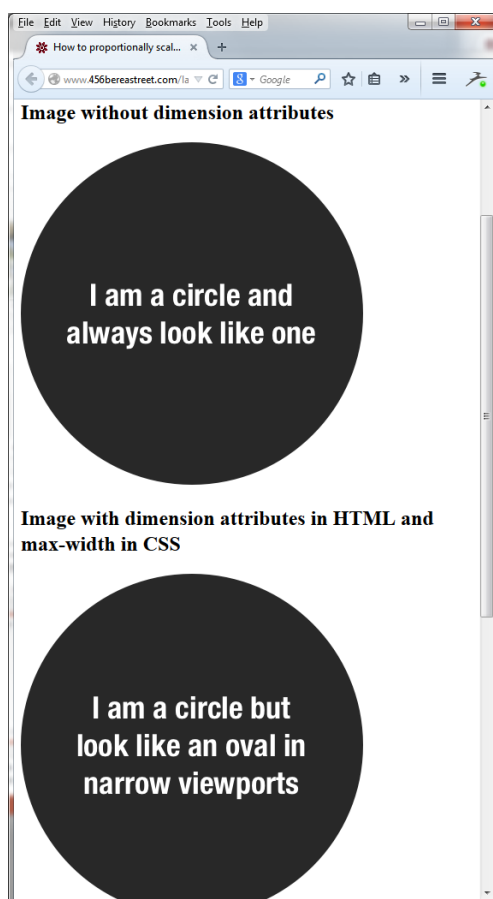 File Edit View History Bookmarks Tools Help
How to proportionally scal... × +
www.456bereastreet.com/la 8 Google »
Image without dimension attributes
I am a circle and
always look like one
Image with dimension attributes in HTML and
max-width in CSS
I am a circle but
look like an oval in
narrow viewports